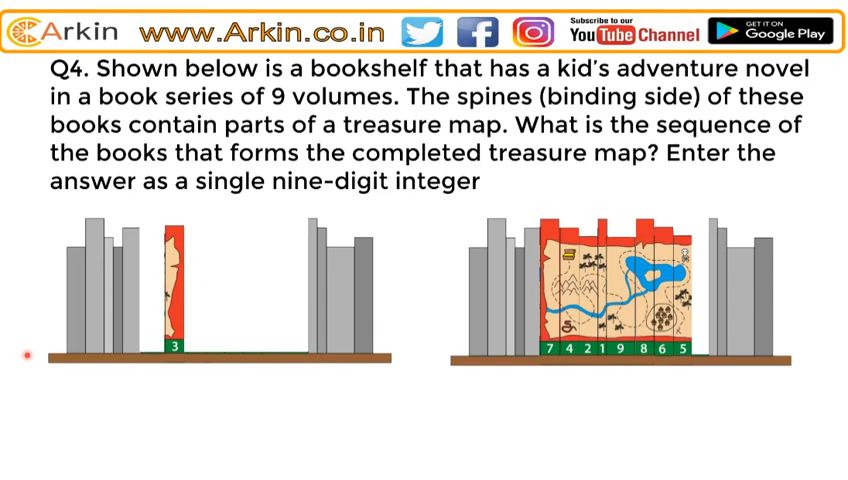 Arkin
www.Arkin.co.in
Subscribe to our
YouTube Channel
GET IT ON
Google Play
Q4. Shown below is a bookshelf that has a kid's adventure novel
in a book series of 9 volumes. The spines (binding side) of these
books contain parts of a treasure map. What is the sequence of
the books that forms the completed treasure map? Enter the
answer as a single nine-digit integer
3
7 4 2 1 9 8 6 5